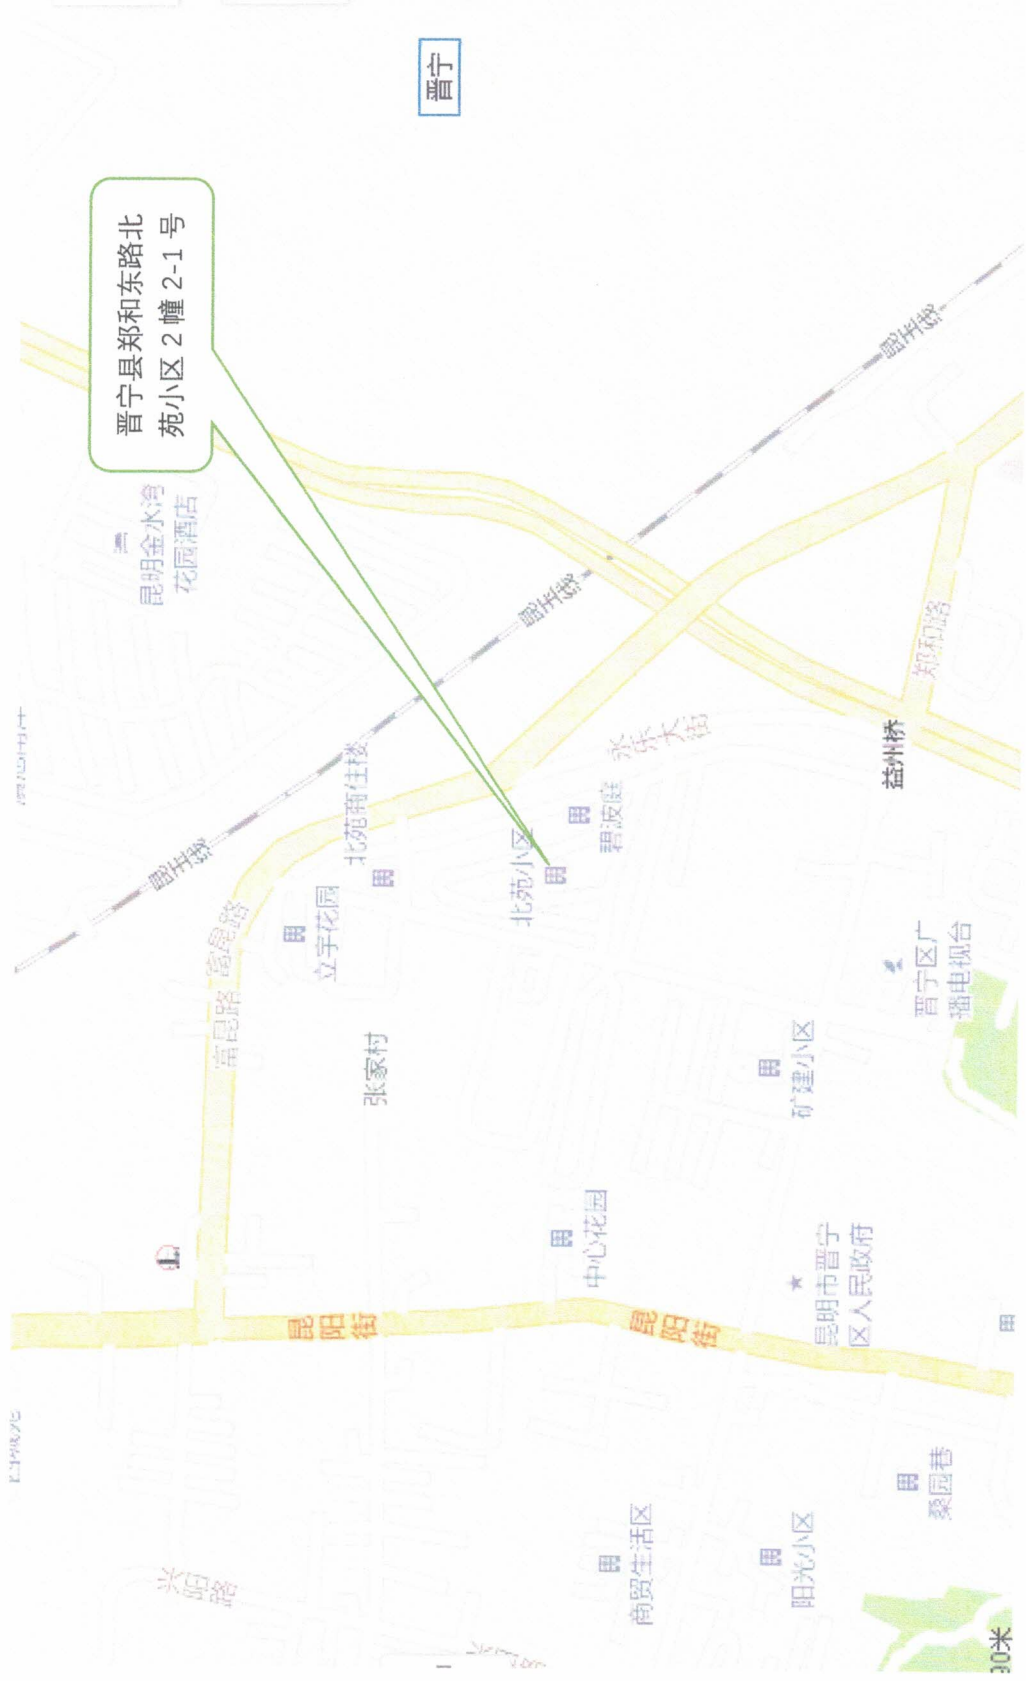 晋宁
晋宁县郑和东路北
苑小区 2 幢 2-1 号
昆明金水湾
花园酒店
昆玉线
昆玉线
昆玉线
北苑商住楼
富昆路
富昆路
立宇花园
张家村
北苑小区
碧波庭
永乐大街
郑和路
益州桥
晋宁区广
播电视台
矿建小区
中心花园
昆明市晋宁
区人民政府
昆阳街
昆阳街
兴阳路
商贸生活区
阳光小区
桑园巷